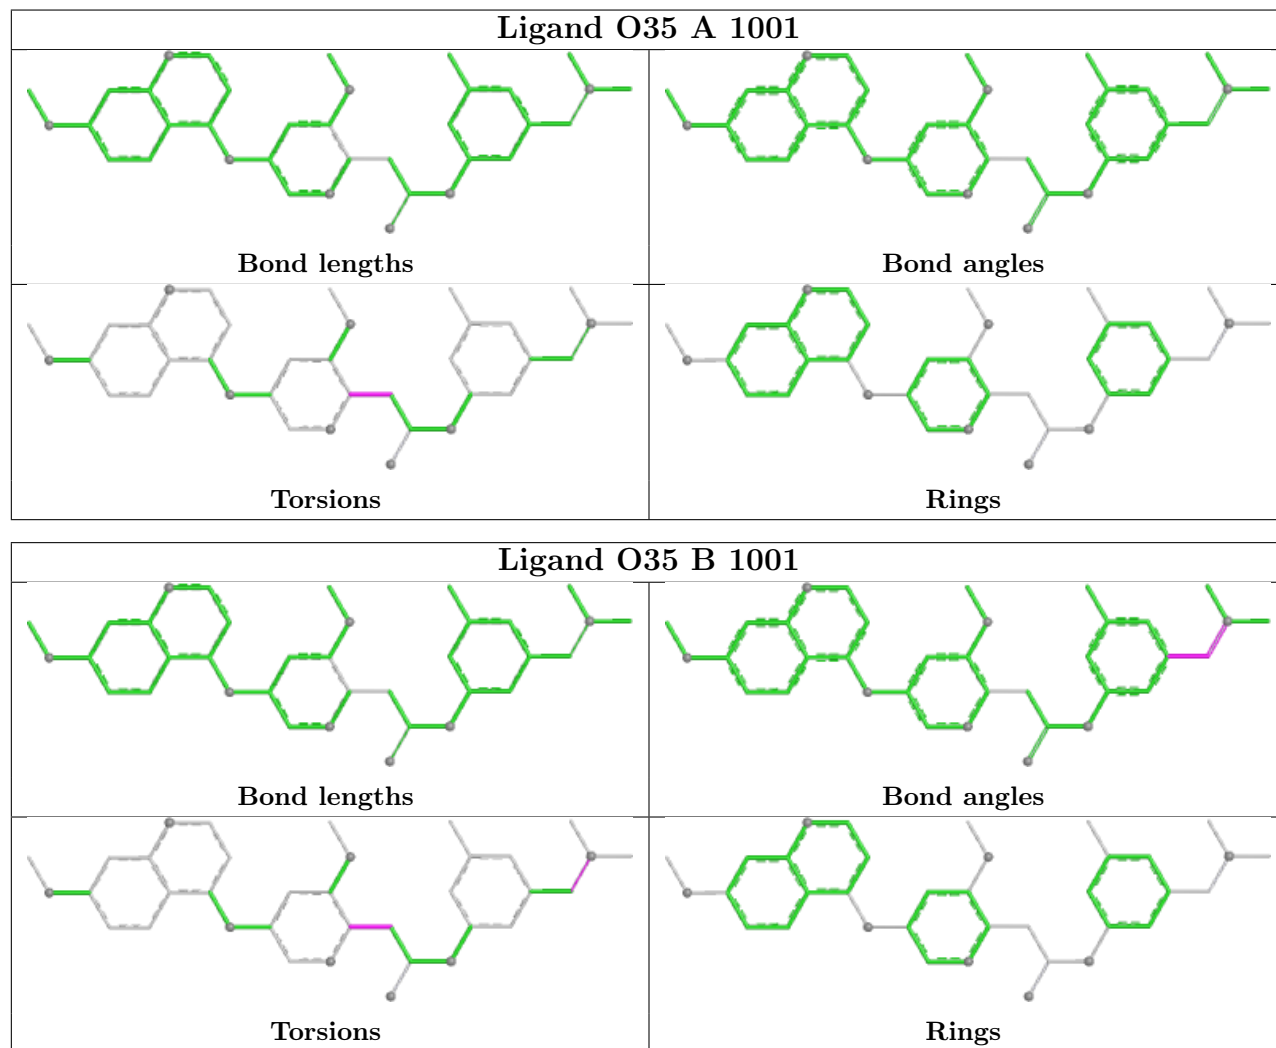 Ligand O35 A 1001
Bond lengths
Bond angles
Torsions
Rings
Ligand O35 B 1001
Bond lengths
Bond angles
Torsions
Rings